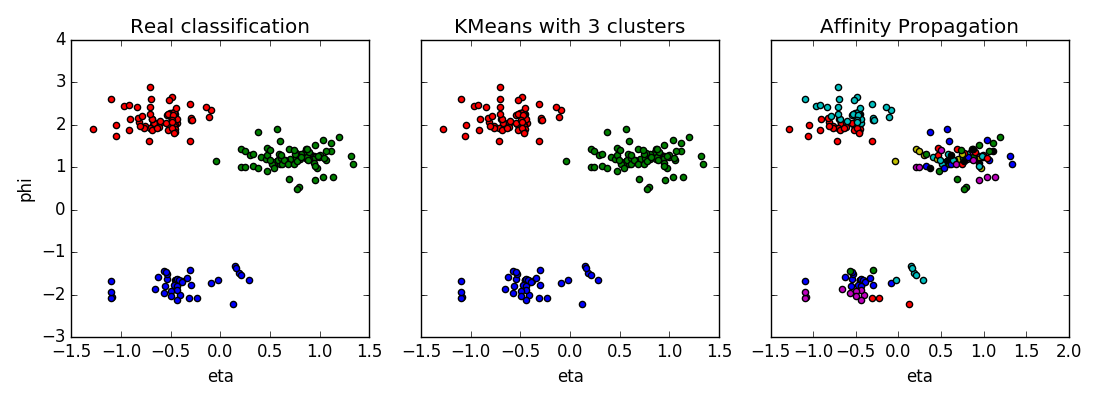 Real classification
KMeans with 3 clusters
Affinity Propagation
phi
4
3
2
1
0
−1
−2
−3
−1.5 −1.0 −0.5 0.0 0.5 1.0 1.5
−1.5 −1.0 −0.5 0.0 0.5 1.0 1.5
−1.5 −1.0 −0.5 0.0 0.5 1.0 1.5 2.0
eta
eta
eta